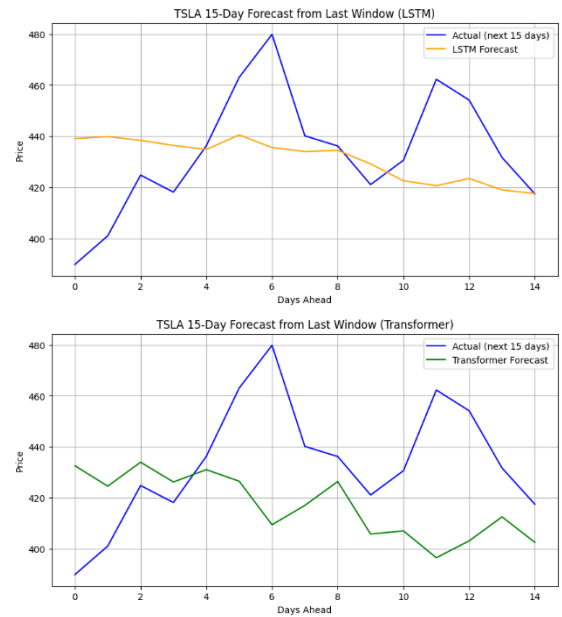 TSLA 15-Day Forecast from Last Window (LSTM)
Actual (next 15 days)
LSTM Forecast
Price
480
460
440
420
400
0 2 4 6 8 10 12 14
Days Ahead
TSLA 15-Day Forecast from Last Window (Transformer)
Actual (next 15 days)
Transformer Forecast
Price
480
460
440
420
400
0 2 4 6 8 10 12 14
Days Ahead